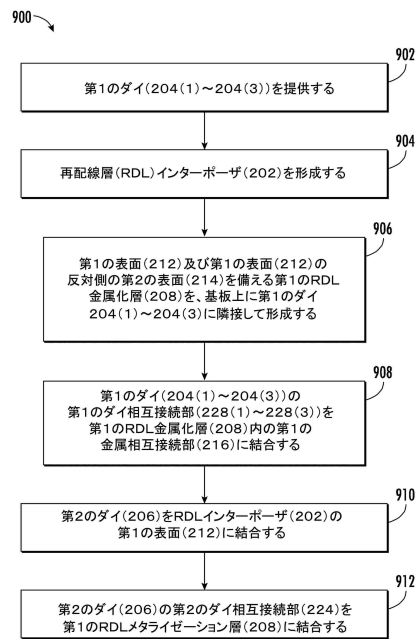 900
902
第1のダイ(204(1)～204(3))を提供する
904
再配線層(RDL)インターポーザ(202)を形成する
906
第1の表面(212)及び第1の表面(212)の
反対側の第2の表面(214)を備える第1のRDL
金属化層(208)を、基板上に第1のダイ
204(1)～204(3)に隣接して形成する
908
第1のダイ(204(1)～204(3))の
第1のダイ相互接続部(228(1)～228(3))を
第1のRDL金属化層(208)内の第1の
金属相互接続部(216)に結合する
910
第2のダイ(206)をRDLインターポーザ(202)の
第1の表面(212)に結合する
912
第2のダイ(206)の第2のダイ相互接続部(224)を
第1のRDLメタライゼーション層(208)に結合する